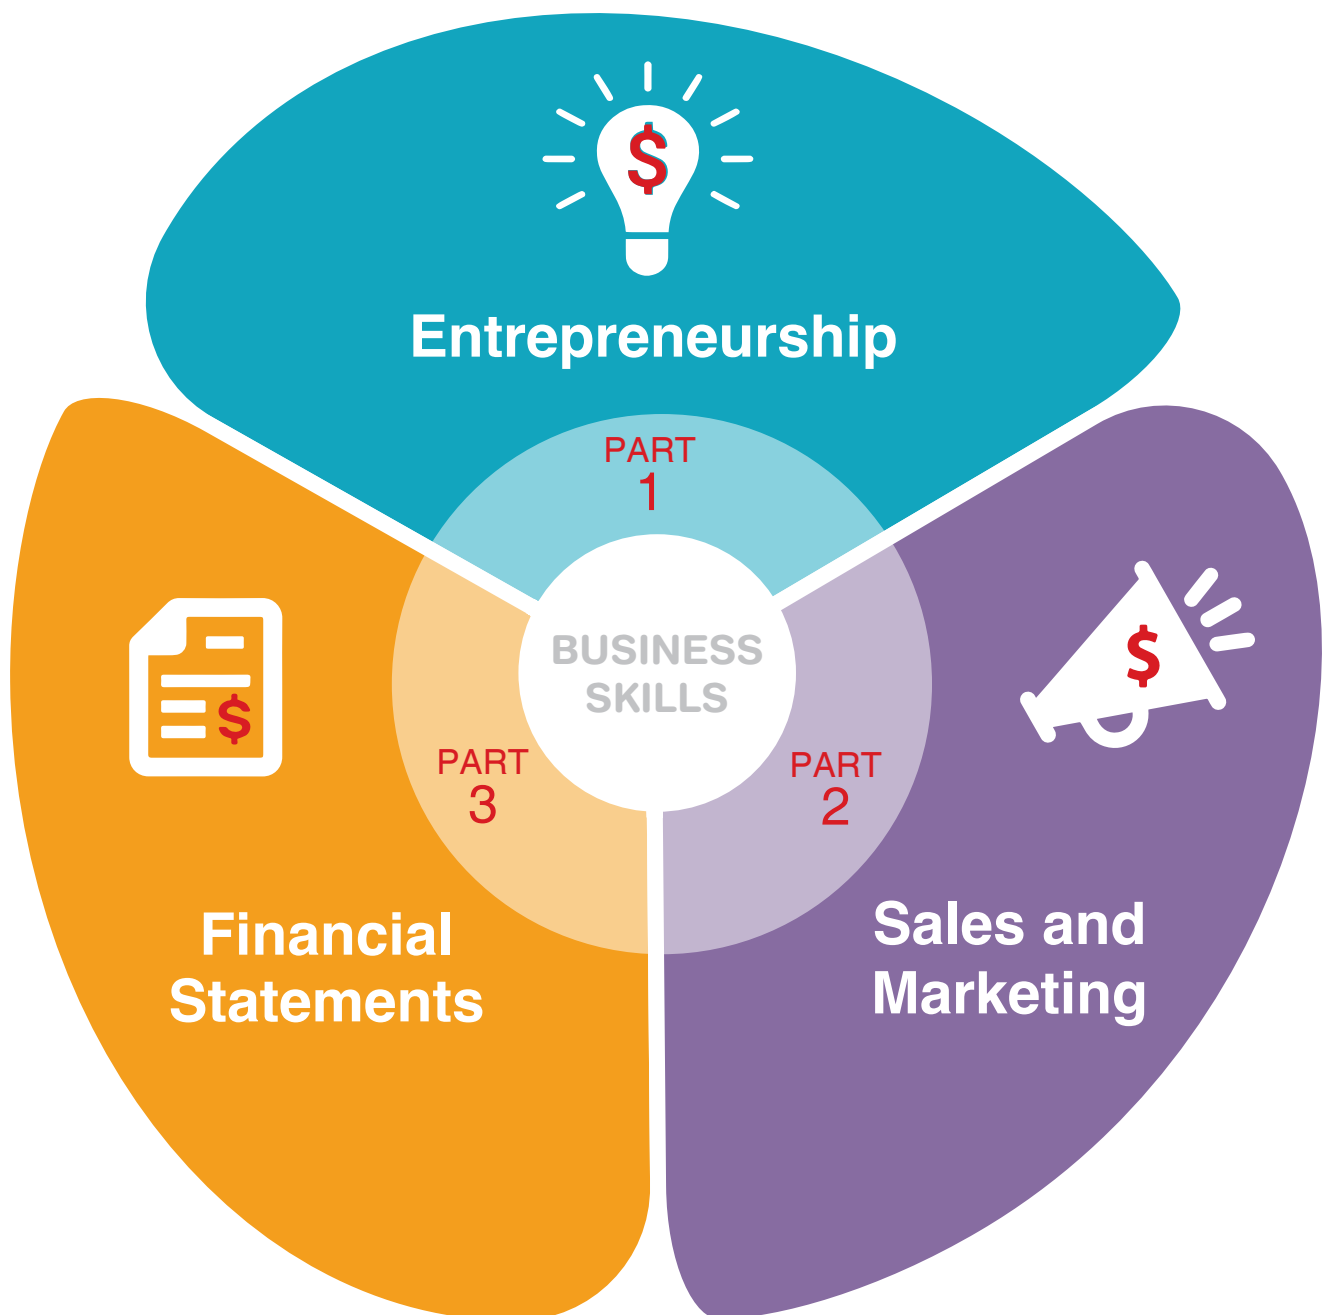 $
Entrepreneurship
PART
1
BUSINESS
SKILLS
$
PART
2
Sales and
Marketing
$
PART
3
Financial
Statements